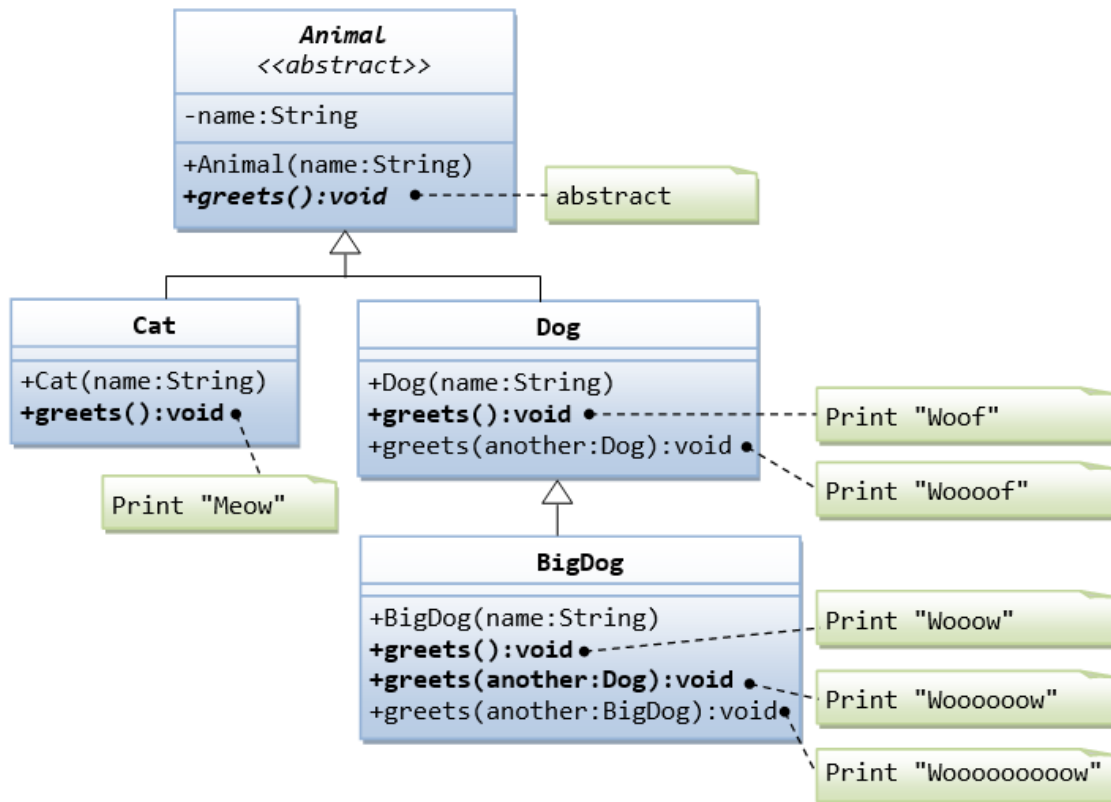 Animal
<<abstract>>
-name:String
+Animal(name:String)
+greets():void
abstract
Cat
+Cat(name:String)
+greets():void
Print "Meow"
Dog
+Dog(name:String)
+greets():void
+greets(another:Dog):void
Print "Woof"
Print "Woooof"
BigDog
+BigDog(name:String)
+greets():void
+greets(another:Dog):void
+greets(another:BigDog):void
Print "Wooow"
Print "Woooooow"
Print "Wooooooooow"